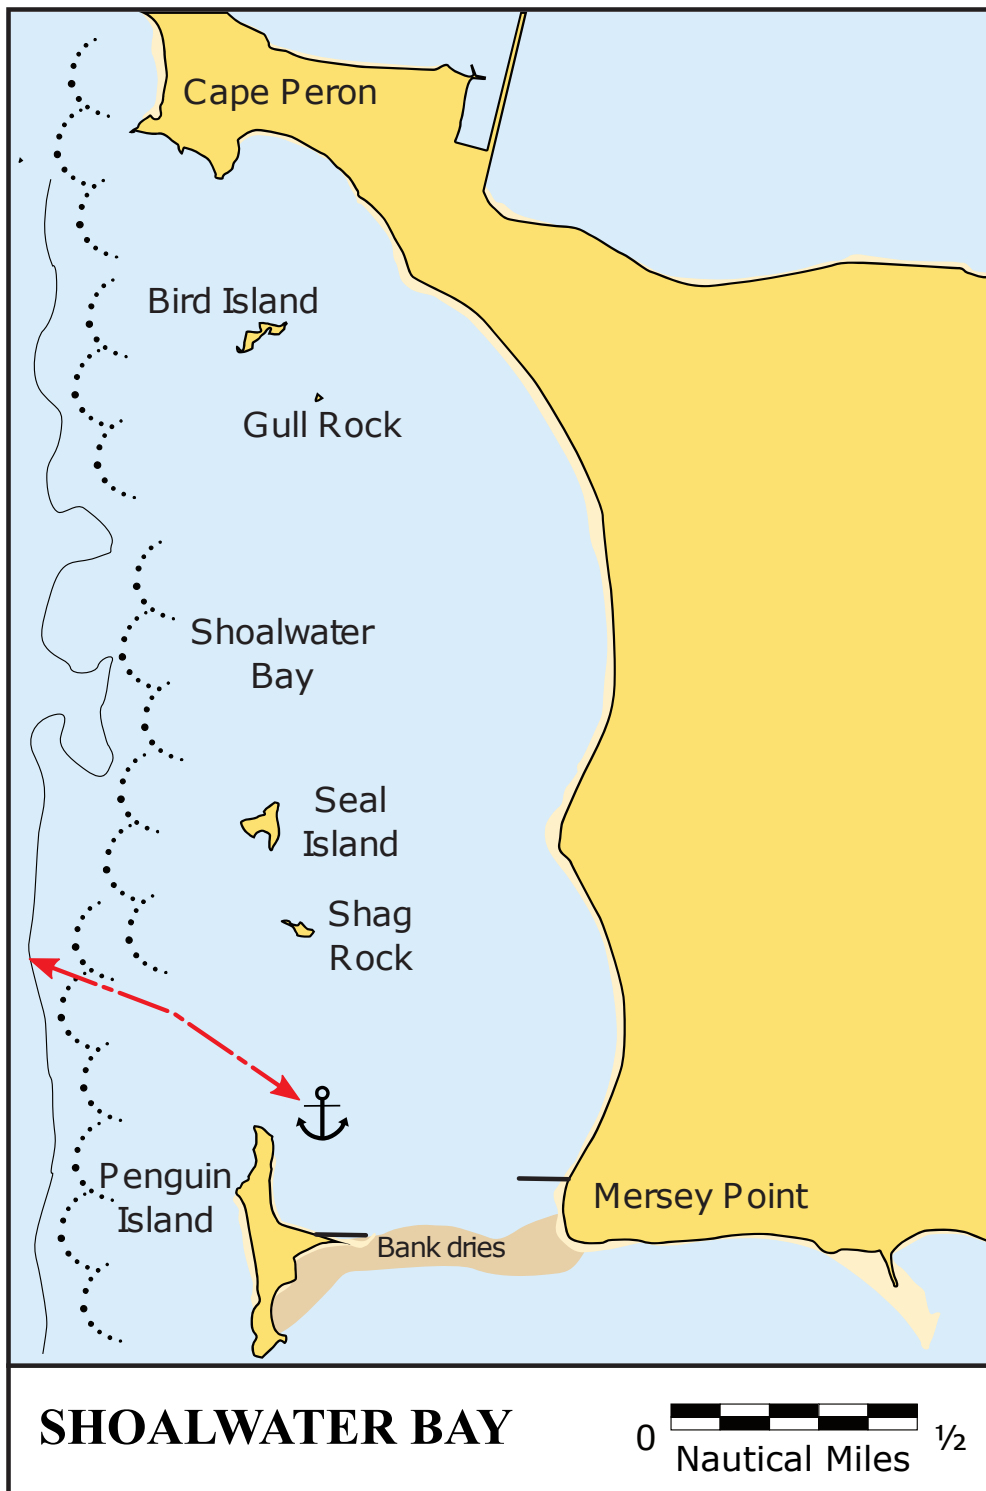 Cape Peron
Bird Island
Gull Rock
Shoalwater
Bay
Seal
Island
Shag
Rock
Penguin
Island
Mersey Point
Bank dries
SHOALWATER BAY
0 ½
Nautical Miles